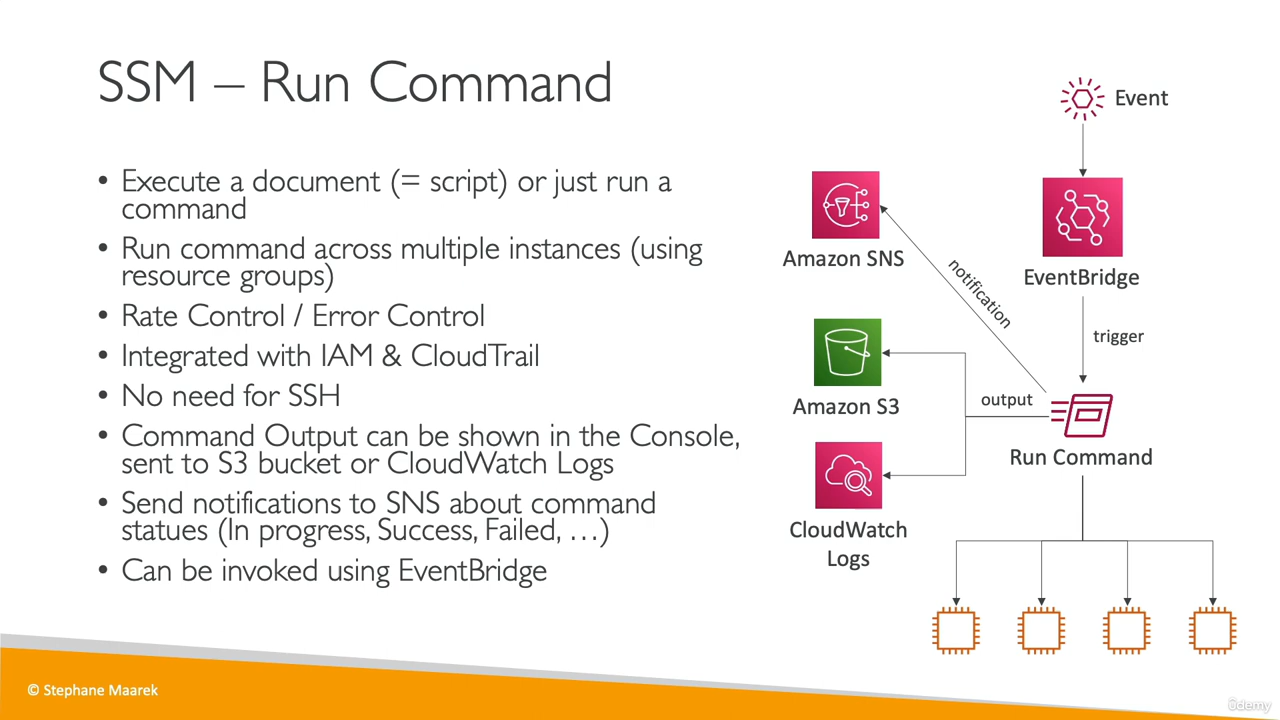 SSM – Run Command
• Execute a document (= script) or just run a
command
• Run command across multiple instances (using
resource groups)
• Rate Control / Error Control
• Integrated with IAM & CloudTrail
• No need for SSH
• Command Output can be shown in the Console,
sent to S3 bucket or CloudWatch Logs
• Send notifications to SNS about command
statues (In progress, Success, Failed, …)
• Can be invoked using EventBridge
Event
EventBridge
trigger
Amazon SNS
notification
Amazon S3
output
Run Command
CloudWatch
Logs
© Stephane Maarek
ûdemy